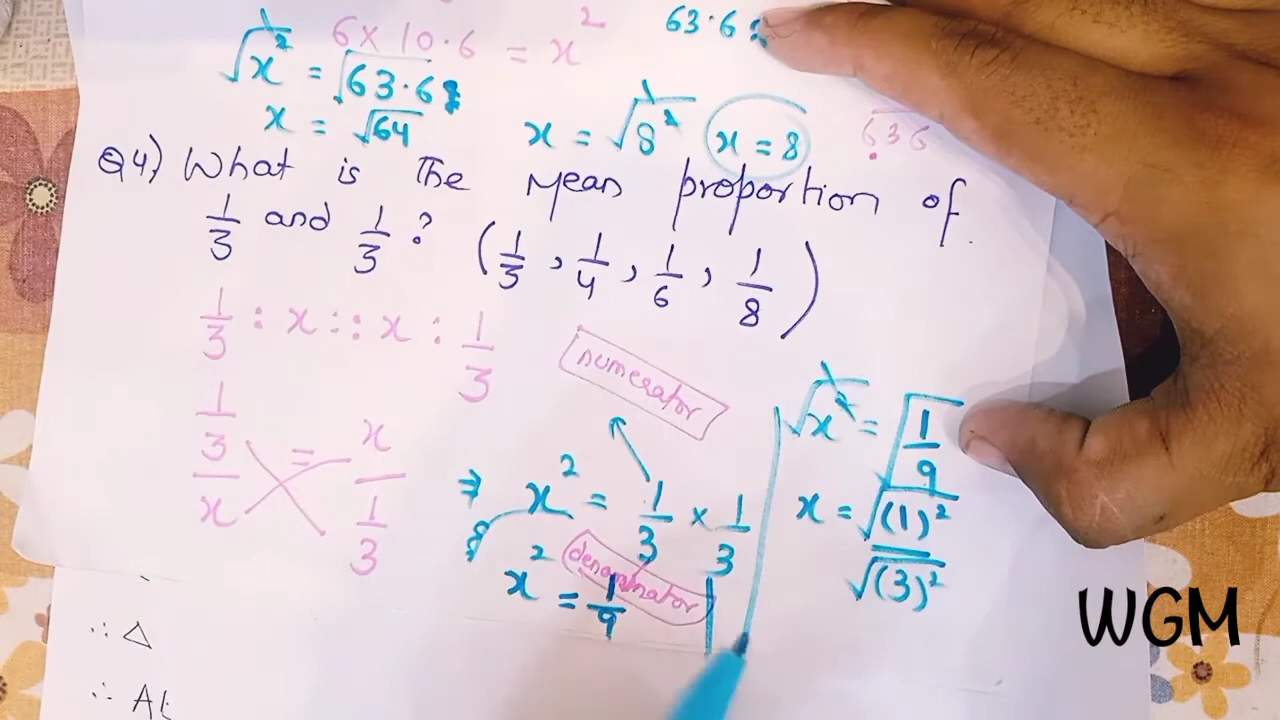 6 × 10.6 = x²
63.6
√x² = √63.6
x = √64
x = √8²
x = 8
636
Q4) What is The Mean proportion of
1/3 and 1/3 ? (1/3, 1/4, 1/6, 1/8)
1/3 : x :: x : 1/3
1/3/x = x/1/3
numerator
⇒ x² = 1/3 × 1/3
denominator
x² = 1/9
√x² = √1/9
x = √(1)²/√(3)²
WGM
∴ Δ
∴ At